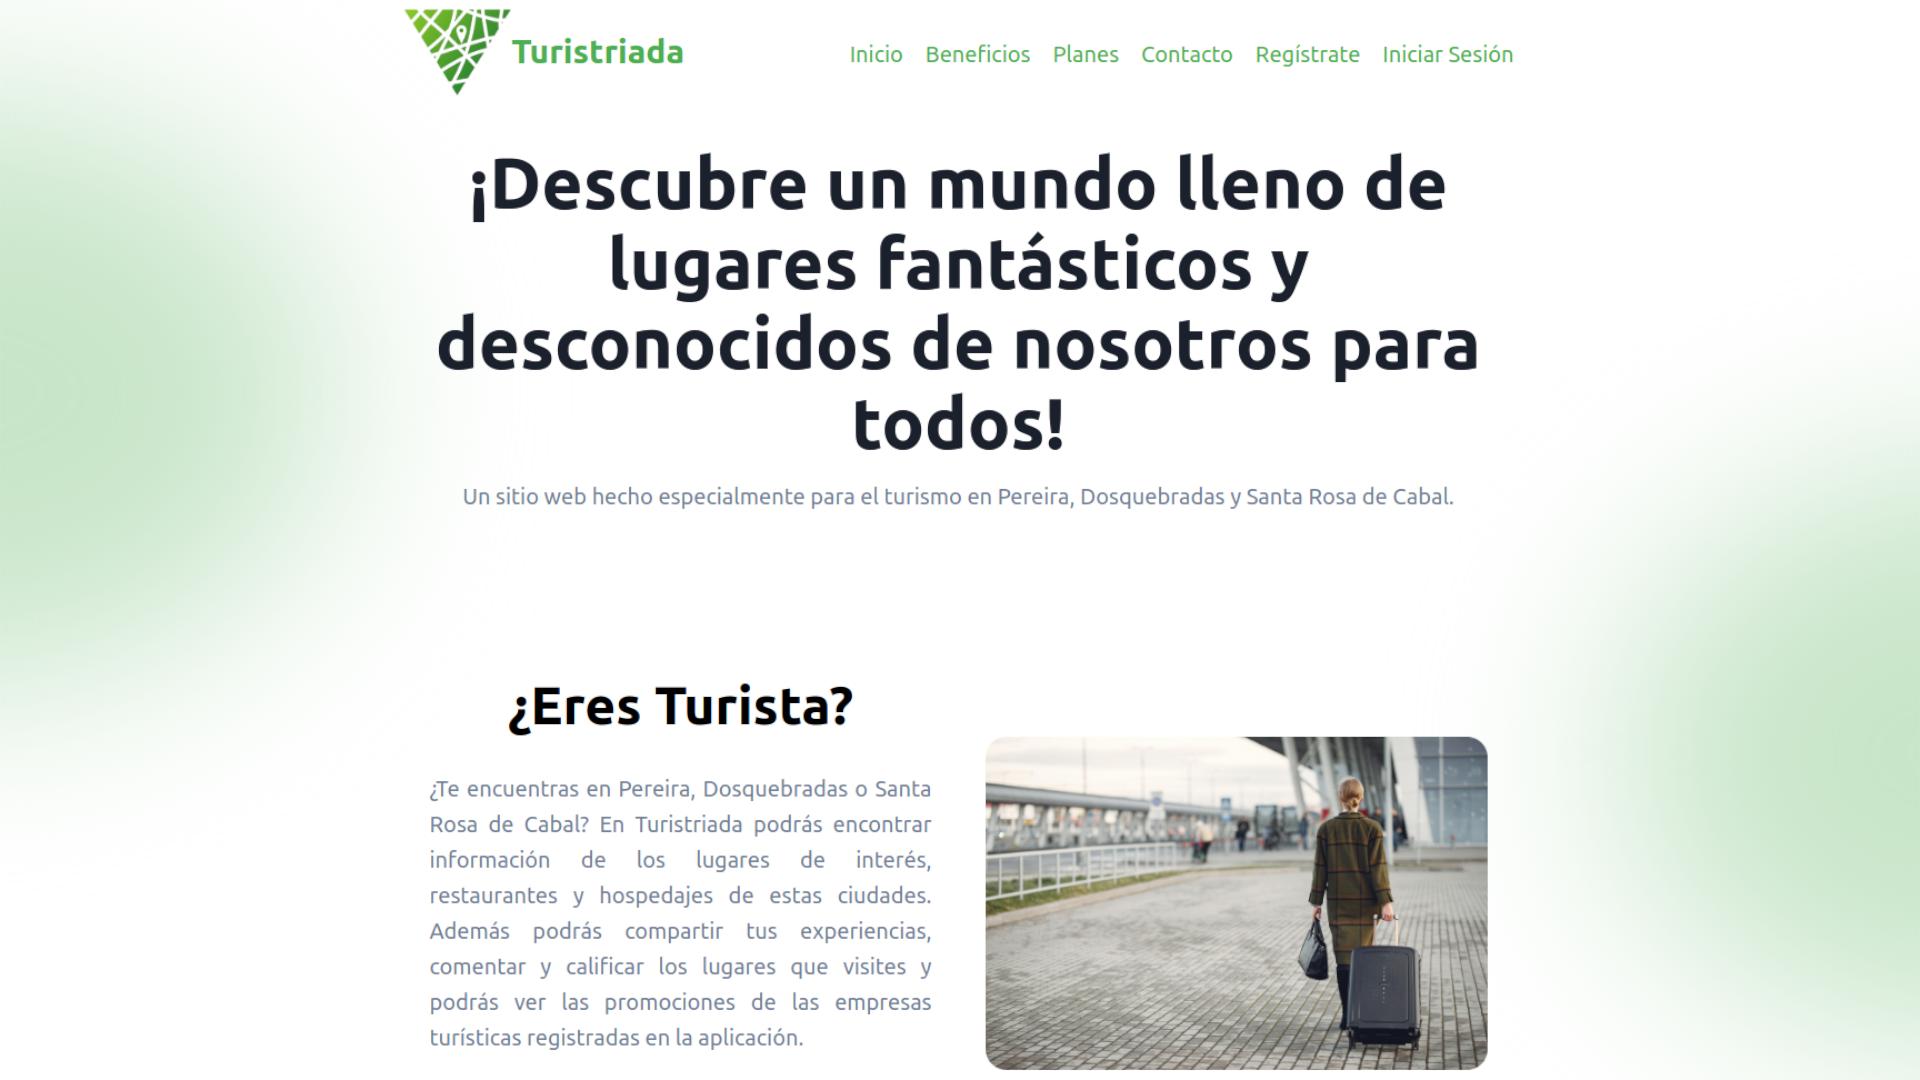 Turistriada
Inicio Beneficios Planes Contacto Regístrate Iniciar Sesión
¡Descubre un mundo lleno de
lugares fantásticos y
desconocidos de nosotros para
todos!
Un sitio web hecho especialmente para el turismo en Pereira, Dosquebradas y Santa Rosa de Cabal.
¿Eres Turista?
¿Te encuentras en Pereira, Dosquebradas o Santa
Rosa de Cabal? En Turistriada podrás encontrar
información de los lugares de interés,
restaurantes y hospedajes de estas ciudades.
Además podrás compartir tus experiencias,
comentar y calificar los lugares que visites y
podrás ver las promociones de las empresas
turísticas registradas en la aplicación.